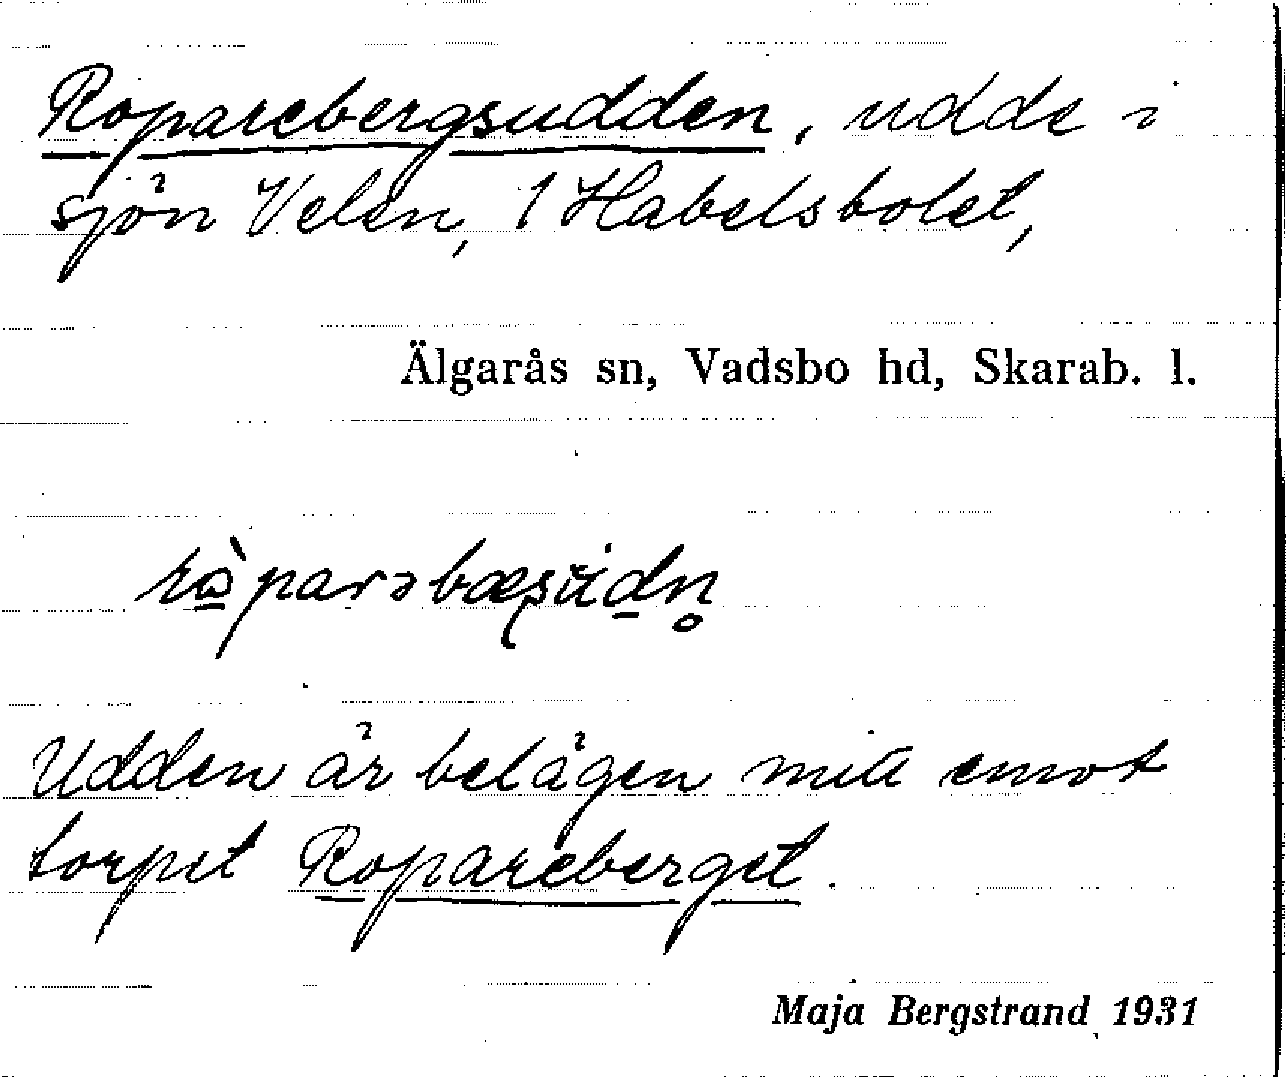 Roparebergsudden, udde i
sjön Velen, 1 Habelsbolet,
Älgarås sn, Vadsbo hd, Skarab. l.
Udden är belägen mitt emot
torpet Ropareberget.
Maja Bergstrand 1931